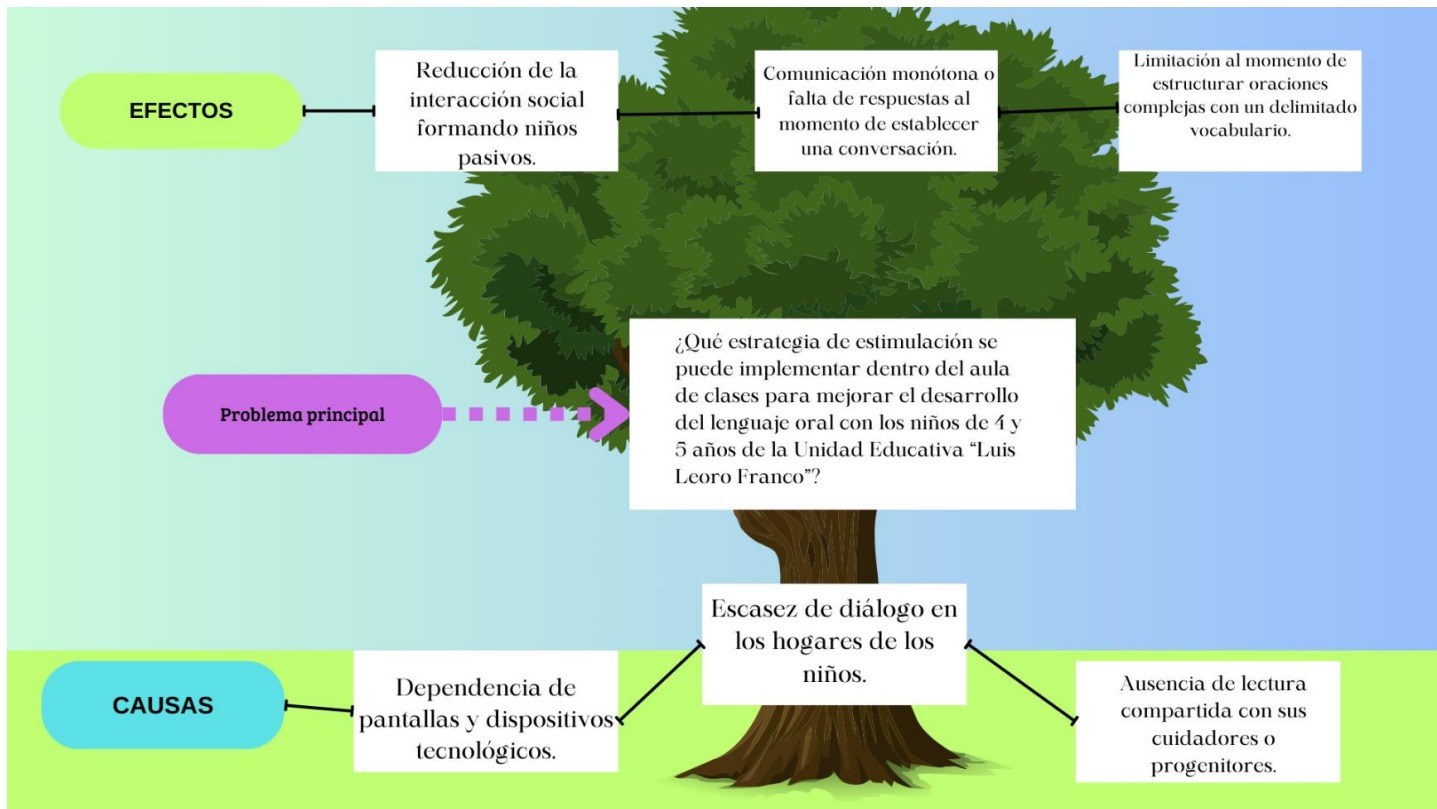 EFECTOS
Reducción de la
interacción social
formando niños
pasivos.
Comunicación monótona o
falta de respuestas al
momento de establecer
una conversación.
Limitación al momento de
estructurar oraciones
complejas con un delimitado
vocabulario.
Problema principal
¿Qué estrategia de estimulación se
puede implementar dentro del aula
de clases para mejorar el desarrollo
del lenguaje oral con los niños de 4 y
5 años de la Unidad Educativa “Luis
Leoro Franco”?
CAUSAS
Dependencia de
pantallas y dispositivos
tecnológicos.
Escasez de diálogo en
los hogares de los
niños.
Ausencia de lectura
compartida con sus
cuidadores o
progenitores.